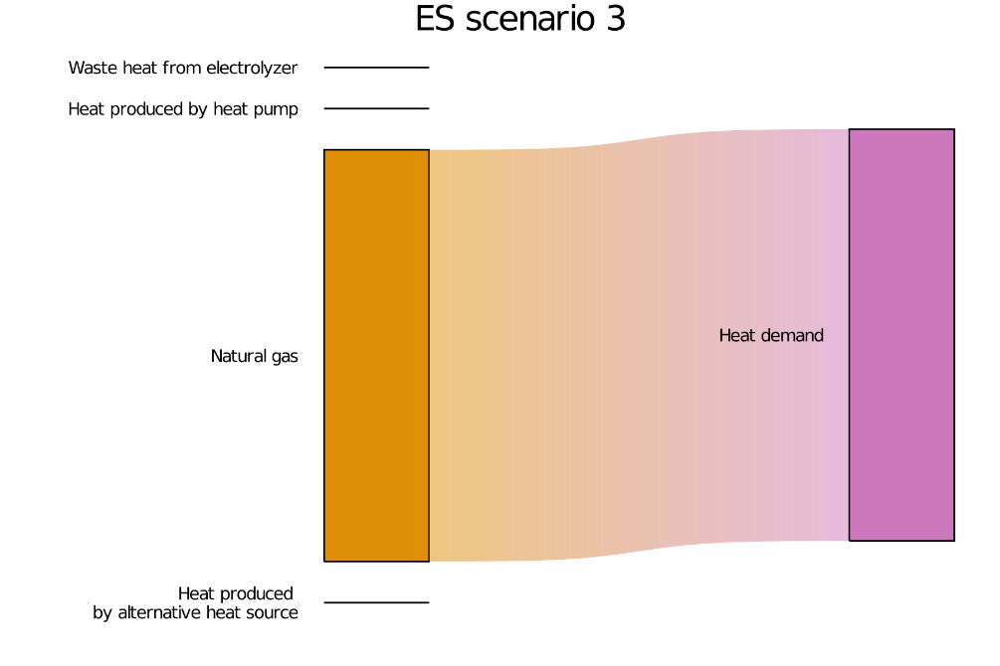 ES scenario 3
Waste heat from electrolyzer
Heat produced by heat pump
Heat demand
Natural gas
Heat produced
by alternative heat source